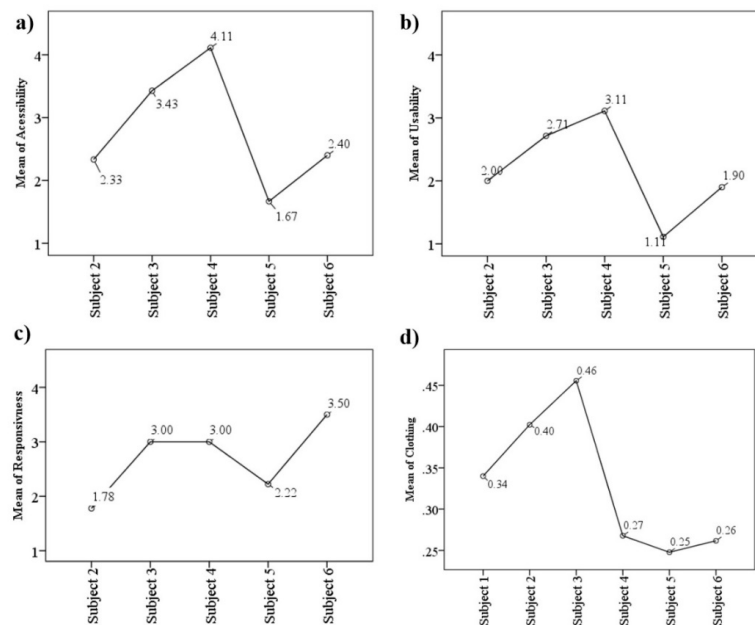 a)
Mean of Acessibility
4
3
2
1
2.33
3.43
4.11
1.67
2.40
Subject 2
Subject 3
Subject 4
Subject 5
Subject 6
b)
Mean of Usability
4
3
2
1
2.00
2.71
3.11
1.11
1.90
Subject 2
Subject 3
Subject 4
Subject 5
Subject 6
c)
Mean of Responsivness
4
3
2
1
1.78
3.00
3.00
2.22
3.50
Subject 2
Subject 3
Subject 4
Subject 5
Subject 6
d)
Mean of Clothing
.45
.40
.35
.30
.25
0.34
0.40
0.46
0.27
0.25
0.26
Subject 1
Subject 2
Subject 3
Subject 4
Subject 5
Subject 6